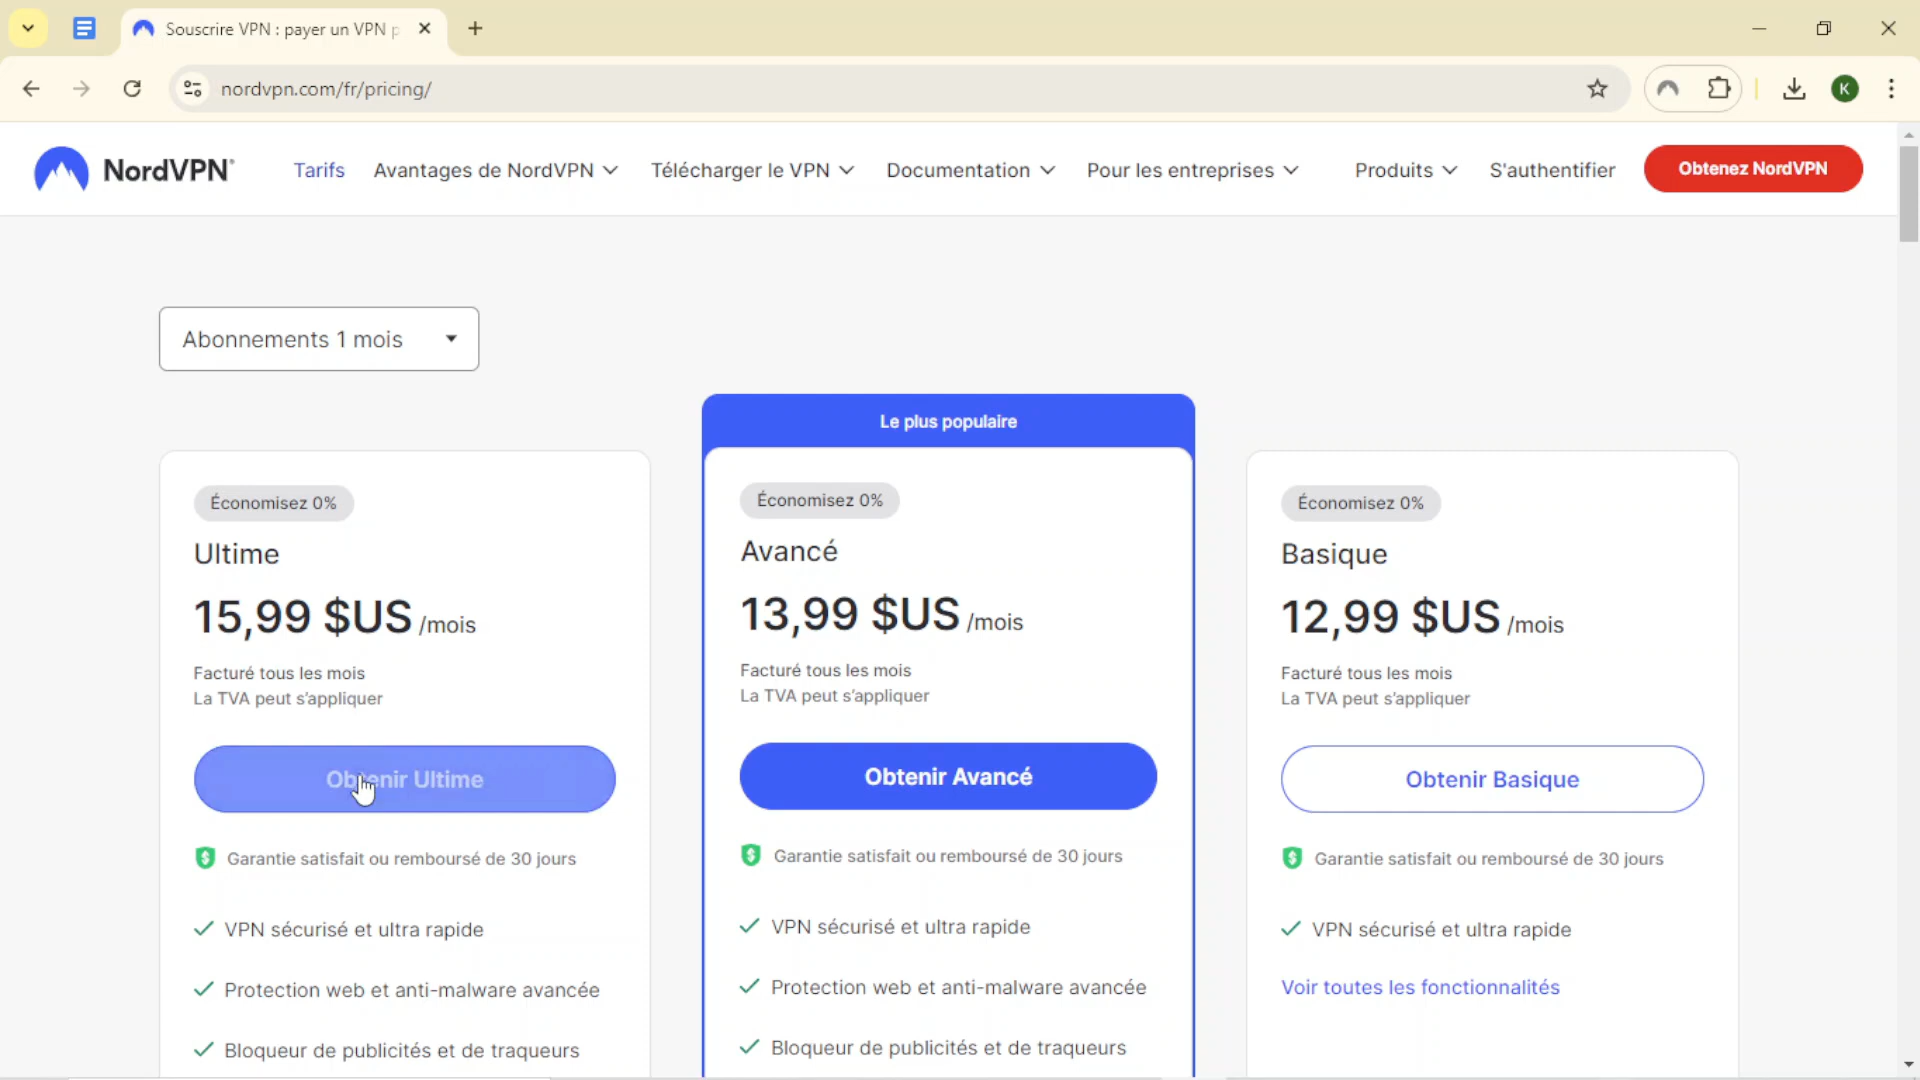 Souscrire VPN : payer un VPN p
nordvpn.com/fr/pricing/
K
NordVPN®
Tarifs
Avantages de NordVPN
Télécharger le VPN
Documentation
Pour les entreprises
Produits
S'authentifier
Obtenez NordVPN
Abonnements 1 mois
Le plus populaire
Économisez 0%
Ultime
15,99 $US /mois
Facturé tous les mois
La TVA peut s’appliquer
Obtenir Ultime
Garantie satisfait ou remboursé de 30 jours
VPN sécurisé et ultra rapide
Protection web et anti-malware avancée
Bloqueur de publicités et de traqueurs
Économisez 0%
Avancé
13,99 $US /mois
Facturé tous les mois
La TVA peut s’appliquer
Obtenir Avancé
Garantie satisfait ou remboursé de 30 jours
VPN sécurisé et ultra rapide
Protection web et anti-malware avancée
Bloqueur de publicités et de traqueurs
Économisez 0%
Basique
12,99 $US /mois
Facturé tous les mois
La TVA peut s’appliquer
Obtenir Basique
Garantie satisfait ou remboursé de 30 jours
VPN sécurisé et ultra rapide
Voir toutes les fonctionnalités